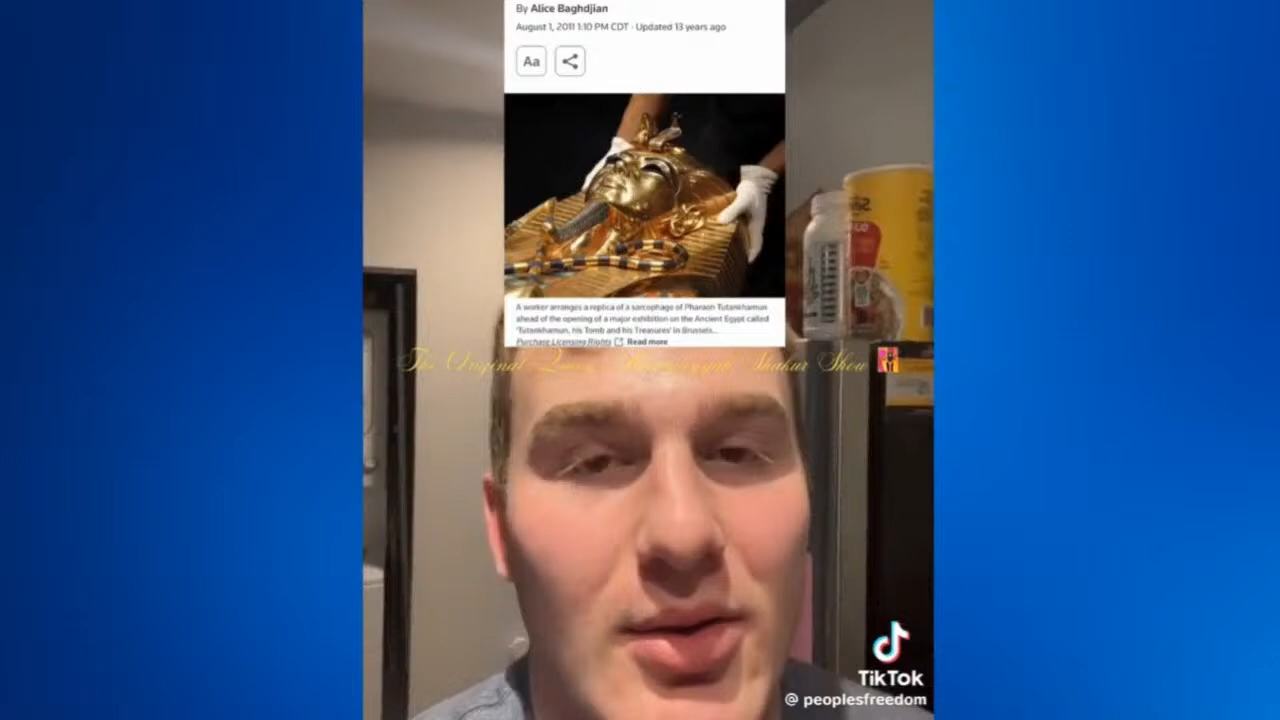 By Alice Baghdjian
August 1, 2011 1:10 PM CDT · Updated 13 years ago
Aa
A worker arranges a replica of a sarcophagus of Pharaoh Tutankhamun
ahead of the opening of a major exhibition on the Ancient Egypt called
'Tutankhamun, his Tomb and his Treasures' in Brussels...
Purchase Licensing Rights Read more
The Original Shakur Show
TikTok
@ peoplesfreedom